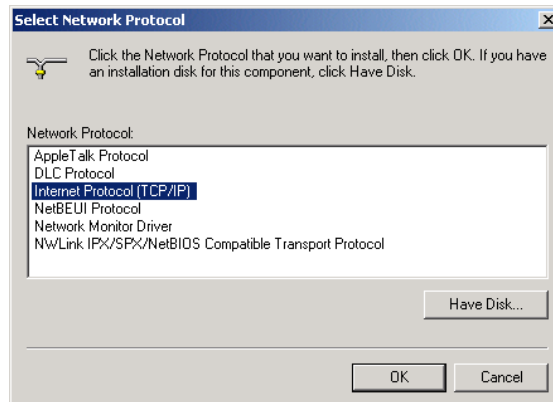 Select Network Protocol
Click the Network Protocol that you want to install, then click OK. If you have
an installation disk for this component, click Have Disk.
Network Protocol:
AppleTalk Protocol
DLC Protocol
Internet Protocol (TCP/IP)
NetBEUI Protocol
Network Monitor Driver
NWLink IPX/SPX/NetBIOS Compatible Transport Protocol
Have Disk...
OK
Cancel